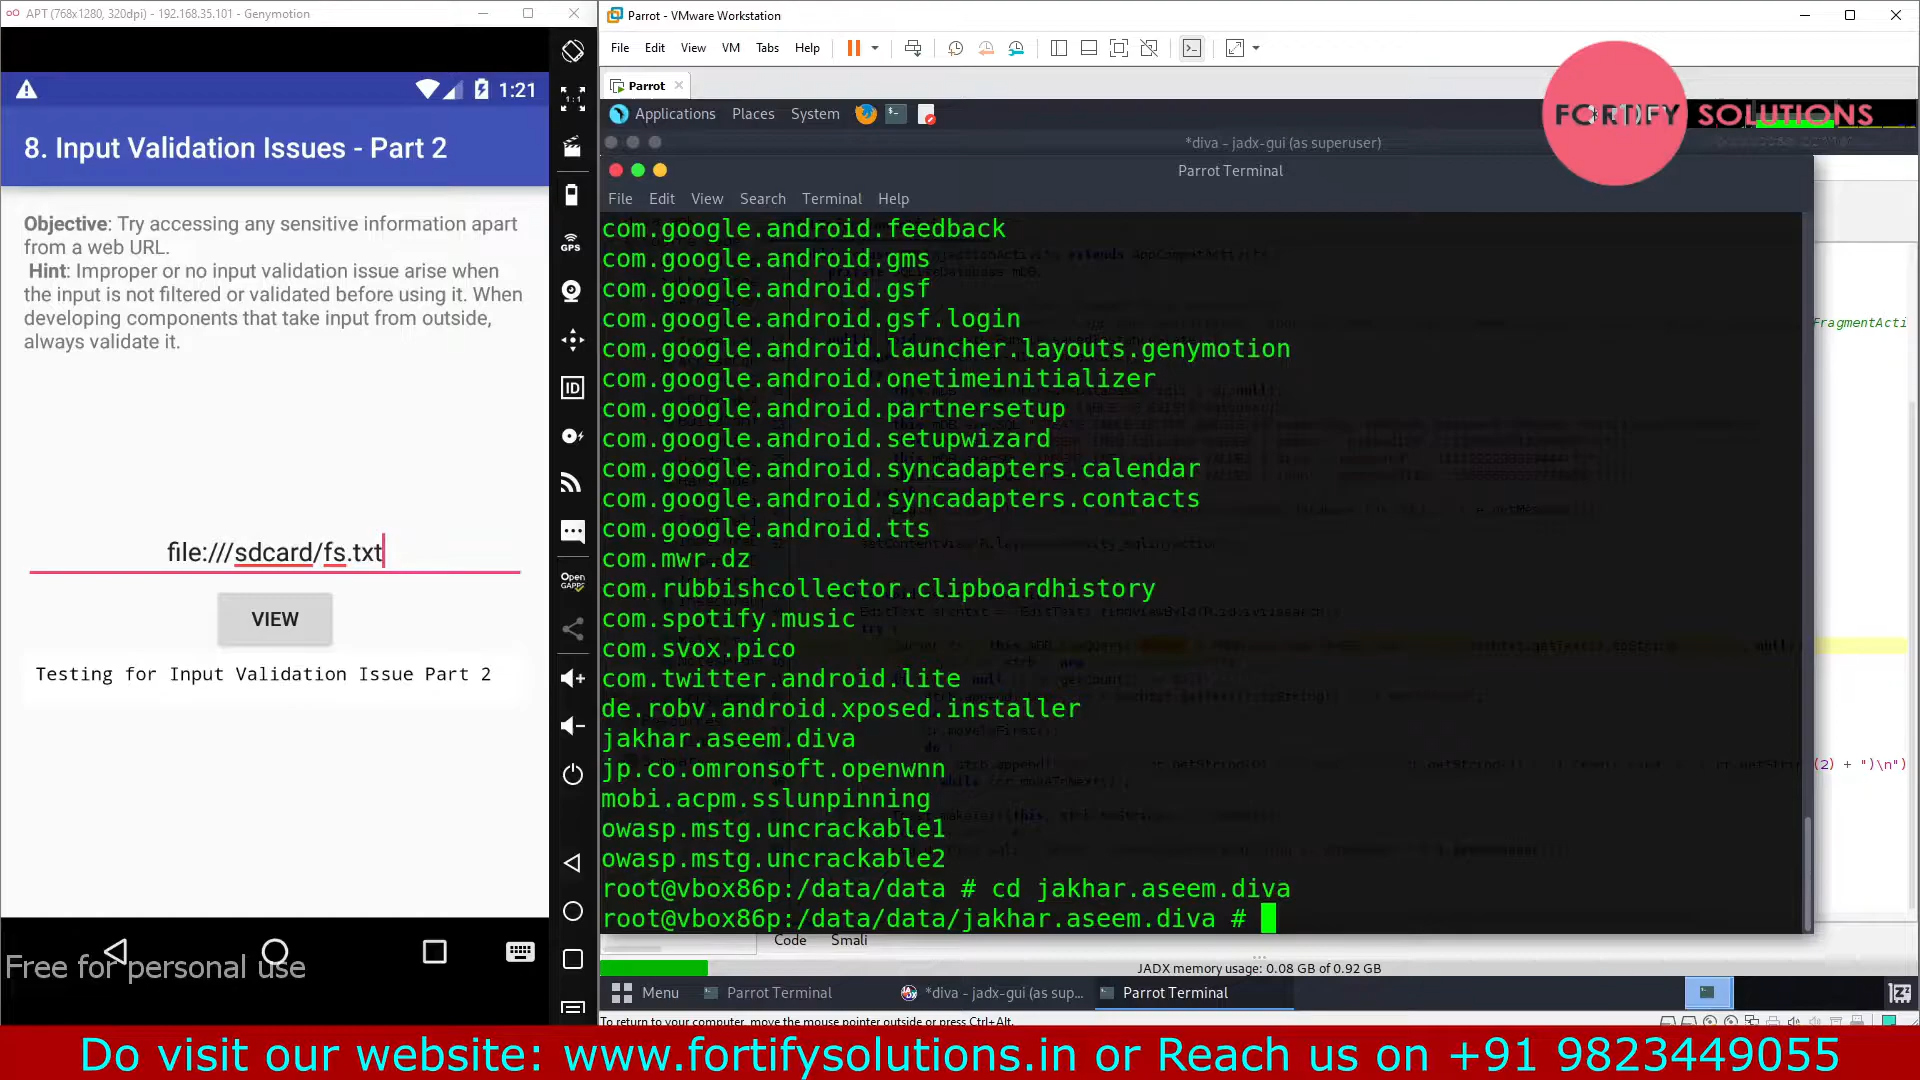 APT (768x1280, 320dpi) - 192.168.35.101 - Genymotion
1:21
8. Input Validation Issues - Part 2
Objective: Try accessing any sensitive information apart
from a web URL.
Hint: Improper or no input validation issue arise when
the input is not filtered or validated before using it. When
developing components that take input from outside,
always validate it.
file:///sdcard/fs.txt
VIEW
Testing for Input Validation Issue Part 2
Free for personal use
1:1
GPS
ID
Open
GAPPS
Parrot - VMware Workstation
File Edit View VM Tabs Help
Parrot
Applications Places System
FORTIFY SOLUTIONS
*diva - jadx-gui (as superuser)
Parrot Terminal
File Edit View Search Terminal Help
com.google.android.feedback
com.google.android.gms
com.google.android.gsf
com.google.android.gsf.login
FragmentActi
com.google.android.launcher.layouts.genymotion
com.google.android.onetimeinitializer
com.google.android.partnersetup
com.google.android.setupwizard
com.google.android.syncadapters.calendar
com.google.android.syncadapters.contacts
com.google.android.tts
com.mwr.dz
com.rubbishcollector.clipboardhistory
com.spotify.music
com.svox.pico
com.twitter.android.lite
de.robv.android.xposed.installer
jakhar.aseem.diva
jp.co.omronsoft.openwnn
(2) + ")\n")
mobi.acpm.sslunpinning
owasp.mstg.uncrackable1
owasp.mstg.uncrackable2
root@vbox86p:/data/data # cd jakhar.aseem.diva
root@vbox86p:/data/data/jakhar.aseem.diva #
Code Smali
JADX memory usage: 0.08 GB of 0.92 GB
Menu Parrot Terminal *diva - jadx-gui (as sup... Parrot Terminal
To return to your computer, move the mouse pointer outside or press Ctrl+Alt.
Do visit our website: www.fortifysolutions.in or Reach us on +91 9823449055